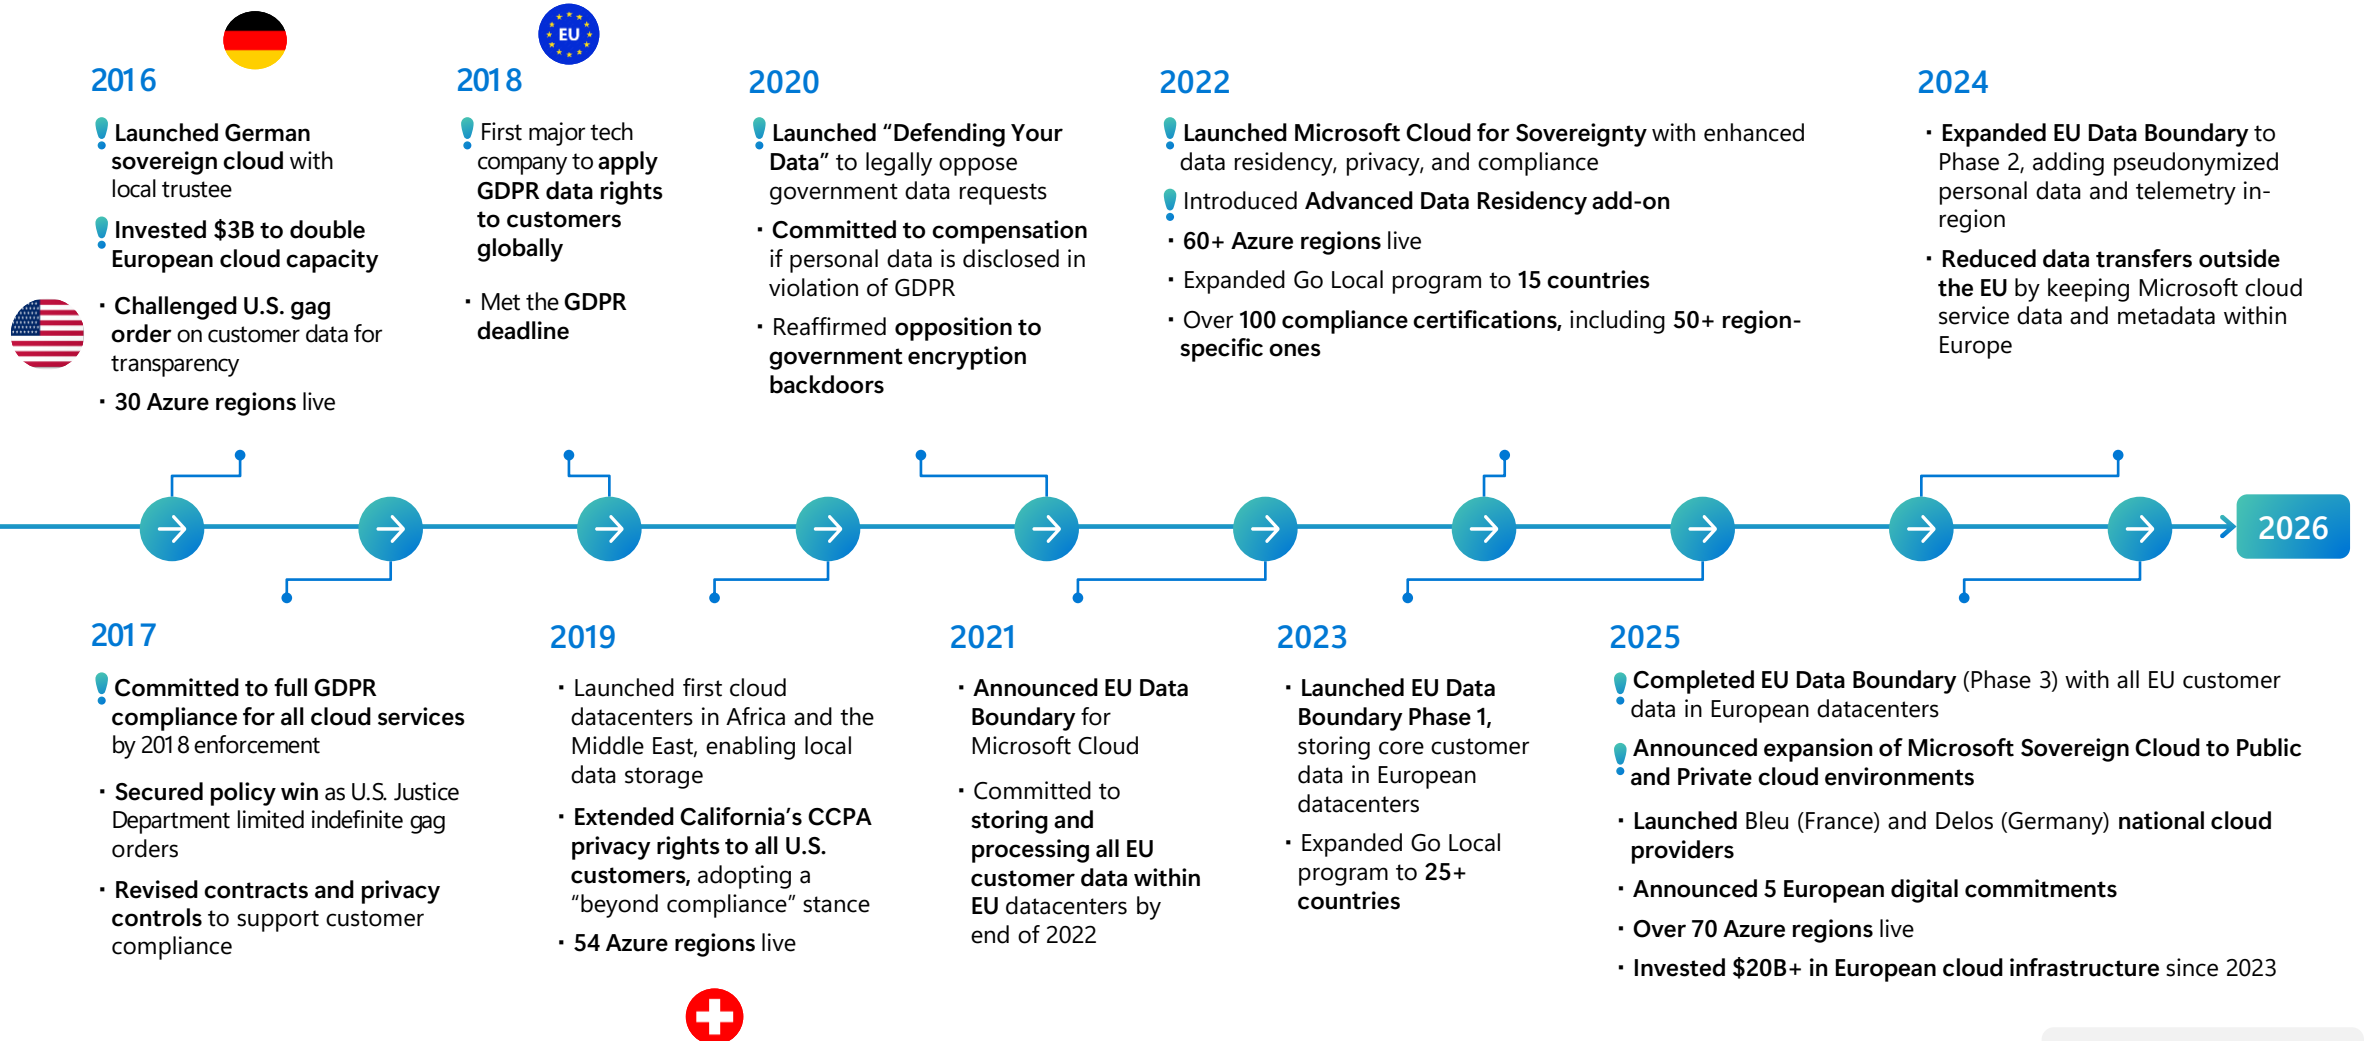 EU
2016
Launched German
sovereign cloud with
local trustee
Invested $3B to double
European cloud capacity
· Challenged U.S. gag
order on customer data for
transparency
· 30 Azure regions live
2018
First major tech
company to apply
GDPR data rights
to customers
globally
· Met the GDPR
deadline
2020
Launched “Defending Your
Data” to legally oppose
government data requests
· Committed to compensation
if personal data is disclosed in
violation of GDPR
· Reaffirmed opposition to
government encryption
backdoors
2022
Launched Microsoft Cloud for Sovereignty with enhanced
data residency, privacy, and compliance
Introduced Advanced Data Residency add-on
· 60+ Azure regions live
· Expanded Go Local program to 15 countries
· Over 100 compliance certifications, including 50+ region-
specific ones
2024
· Expanded EU Data Boundary to
Phase 2, adding pseudonymized
personal data and telemetry in-
region
· Reduced data transfers outside
the EU by keeping Microsoft cloud
service data and metadata within
Europe
2026
2017
Committed to full GDPR
compliance for all cloud services
by 2018 enforcement
· Secured policy win as U.S. Justice
Department limited indefinite gag
orders
· Revised contracts and privacy
controls to support customer
compliance
2019
· Launched first cloud
datacenters in Africa and the
Middle East, enabling local
data storage
· Extended California’s CCPA
privacy rights to all U.S.
customers, adopting a
“beyond compliance” stance
· 54 Azure regions live
2021
· Announced EU Data
Boundary for
Microsoft Cloud
· Committed to
storing and
processing all EU
customer data within
EU datacenters by
end of 2022
2023
· Launched EU Data
Boundary Phase 1,
storing core customer
data in European
datacenters
· Expanded Go Local
program to 25+
countries
2025
Completed EU Data Boundary (Phase 3) with all EU customer
data in European datacenters
Announced expansion of Microsoft Sovereign Cloud to Public
and Private cloud environments
· Launched Bleu (France) and Delos (Germany) national cloud
providers
· Announced 5 European digital commitments
· Over 70 Azure regions live
· Invested $20B+ in European cloud infrastructure since 2023